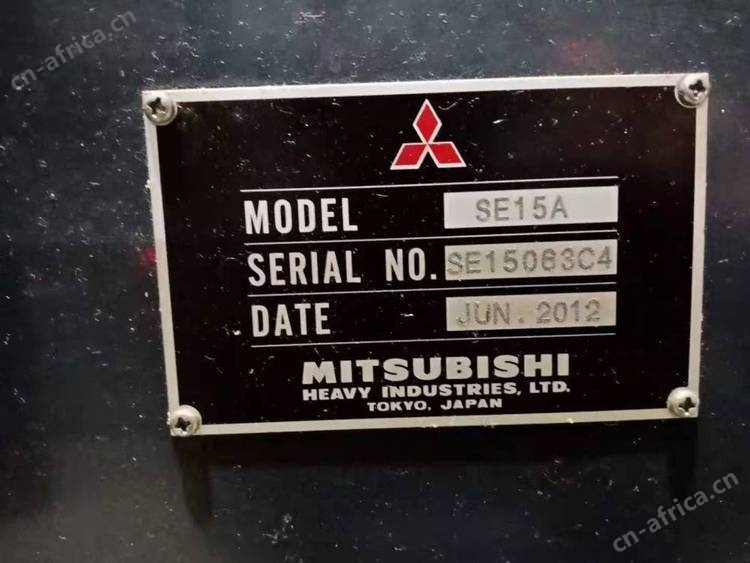 cn-africa.cn
MODEL SE15A
SERIAL NO. SE15083C4
DATE JUN. 2012
MITSUBISHI
HEAVY INDUSTRIES, LTD.
TOKYO, JAPAN
cn-africa.cn